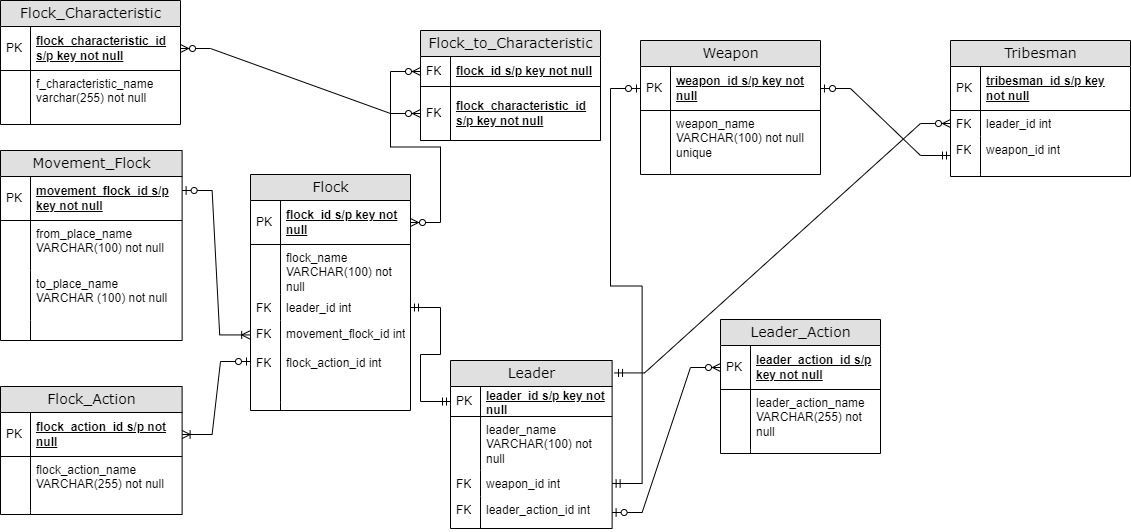 Flock_Characteristic
PK
flock_characteristic_id
s/p key not null
f_characteristic_name
varchar(255) not null
Flock_to_Characteristic
FK
flock_id s/p key not null
FK
flock_characteristic_id
s/p key not null
Weapon
PK
weapon_id s/p key not
null
weapon_name
VARCHAR(100) not null
unique
Tribesman
PK
tribesman_id s/p key
not null
FK
leader_id int
FK
weapon_id int
Movement_Flock
PK
movement_flock_id s/p
key not null
from_place_name
VARCHAR(100) not null
to_place_name
VARCHAR (100) not null
Flock
PK
flock_id s/p key not
null
flock_name
VARCHAR(100) not
null
FK
leader_id int
FK
movement_flock_id int
FK
flock_action_id int
Leader_Action
PK
leader_action_id s/p
key not null
leader_action_name
VARCHAR(255) not
null
Leader
PK
leader_id s/p key not
null
leader_name
VARCHAR(100) not
null
FK
weapon_id int
FK
leader_action_id int
Flock_Action
PK
flock_action_id s/p not
null
flock_action_name
VARCHAR(255) not null